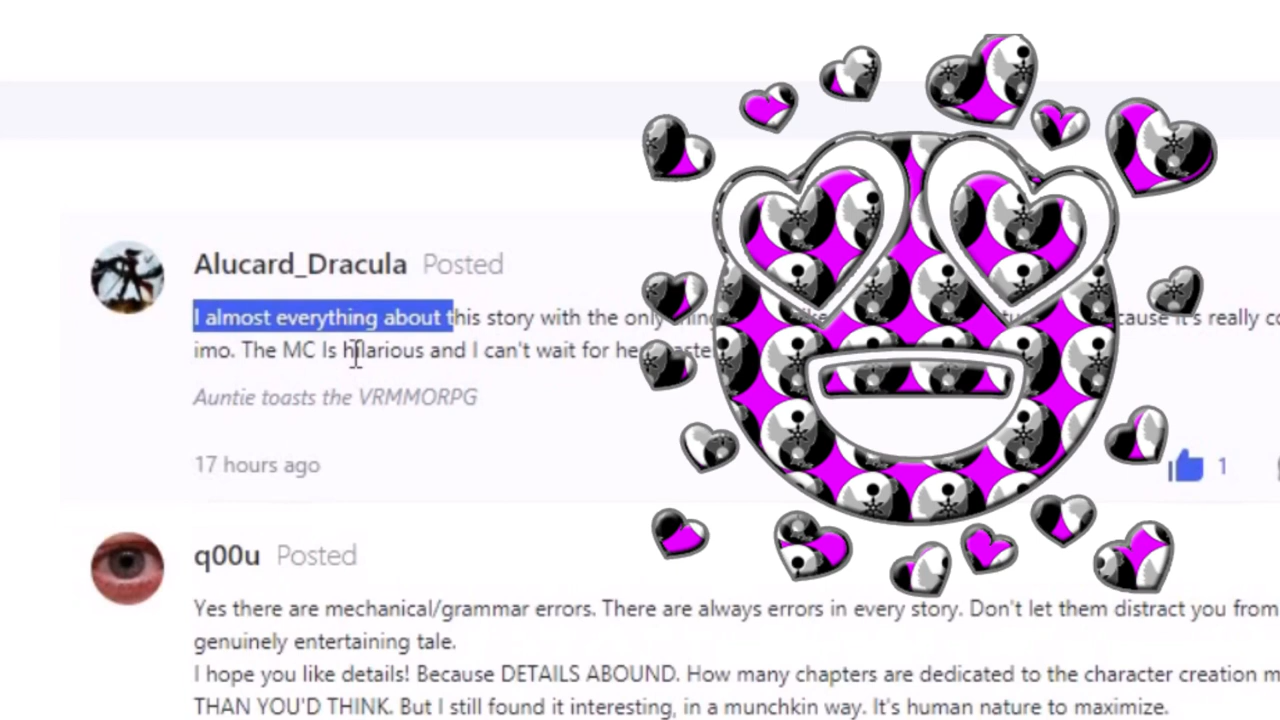 Alucard_Dracula Posted
I almost everything about this story with the only thing cause it's really
imo. The MC Is hilarious and I can't wait for her
Auntie toasts the VRMMORPG
17 hours ago
1
q00u Posted
Yes there are mechanical/grammar errors. There are always errors in every story. Don't let them distract you from
genuinely entertaining tale.
I hope you like details! Because DETAILS ABOUND. How many chapters are dedicated to the character creation
THAN YOU'D THINK. But I still found it interesting, in a munchkin way. It's human nature to maximize.